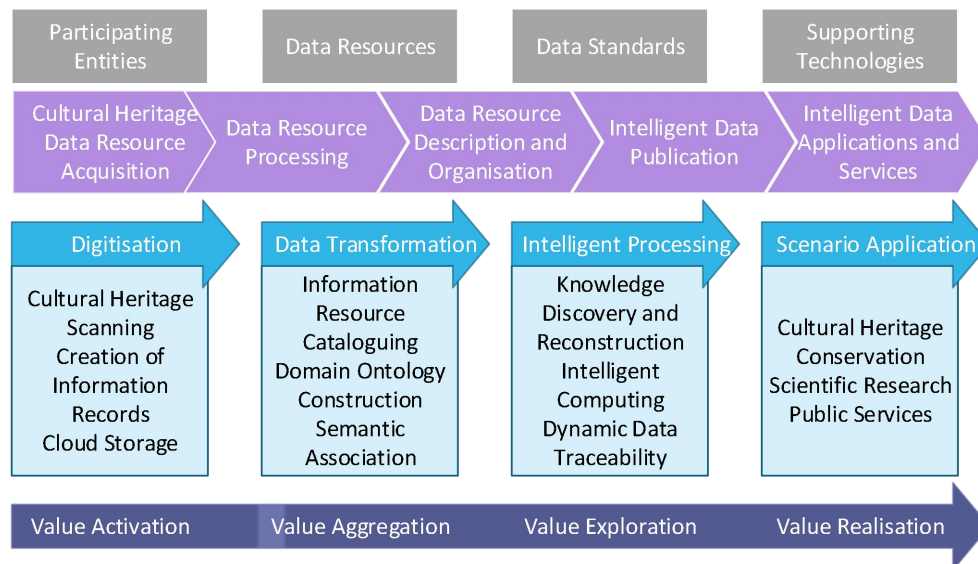 Participating
Entities
Data Resources
Data Standards
Supporting
Technologies
Cultural Heritage
Data Resource
Acquisition
Data Resource
Processing
Data Resource
Description and
Organisation
Intelligent Data
Publication
Intelligent Data
Applications and
Services
Digitisation
Data Transformation
Intelligent Processing
Scenario Application
Cultural Heritage
Scanning
Creation of
Information
Records
Cloud Storage
Information
Resource
Cataloguing
Domain Ontology
Construction
Semantic
Association
Knowledge
Discovery and
Reconstruction
Intelligent
Computing
Dynamic Data
Traceability
Cultural Heritage
Conservation
Scientific Research
Public Services
Value Activation
Value Aggregation
Value Exploration
Value Realisation